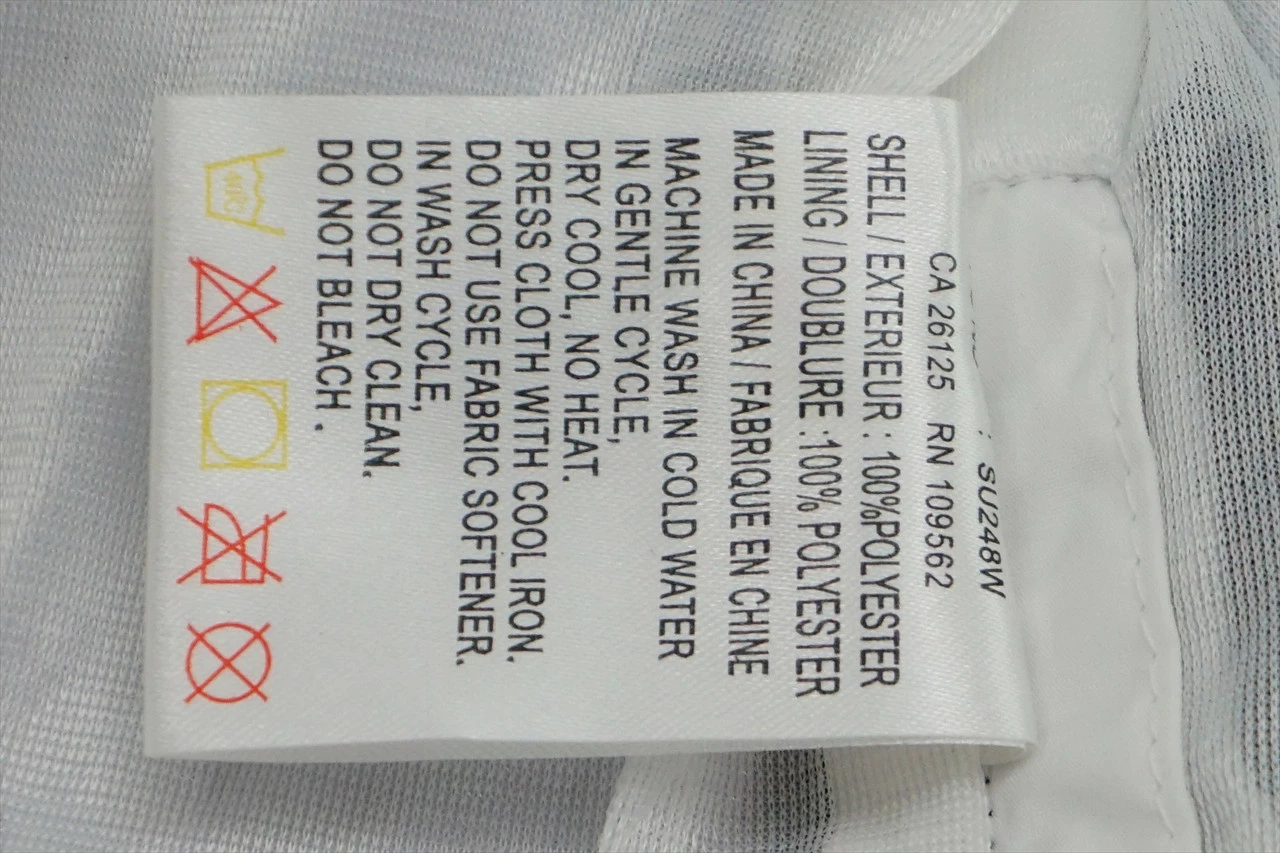 : SU248W
CA 26125 RN 109562
SHELL / EXTERIEUR : 100%POLYESTER
LINING / DOUBLURE :100% POLYESTER
MADE IN CHINA / FABRIQUE EN CHINE
MACHINE WASH IN COLD WATER
IN GENTLE CYCLE,
DRY COOL, NO HEAT.
PRESS CLOTH WITH COOL IRON.
DO NOT USE FABRIC SOFTENER.
IN WASH CYCLE,
DO NOT DRY CLEAN.
DO NOT BLEACH.